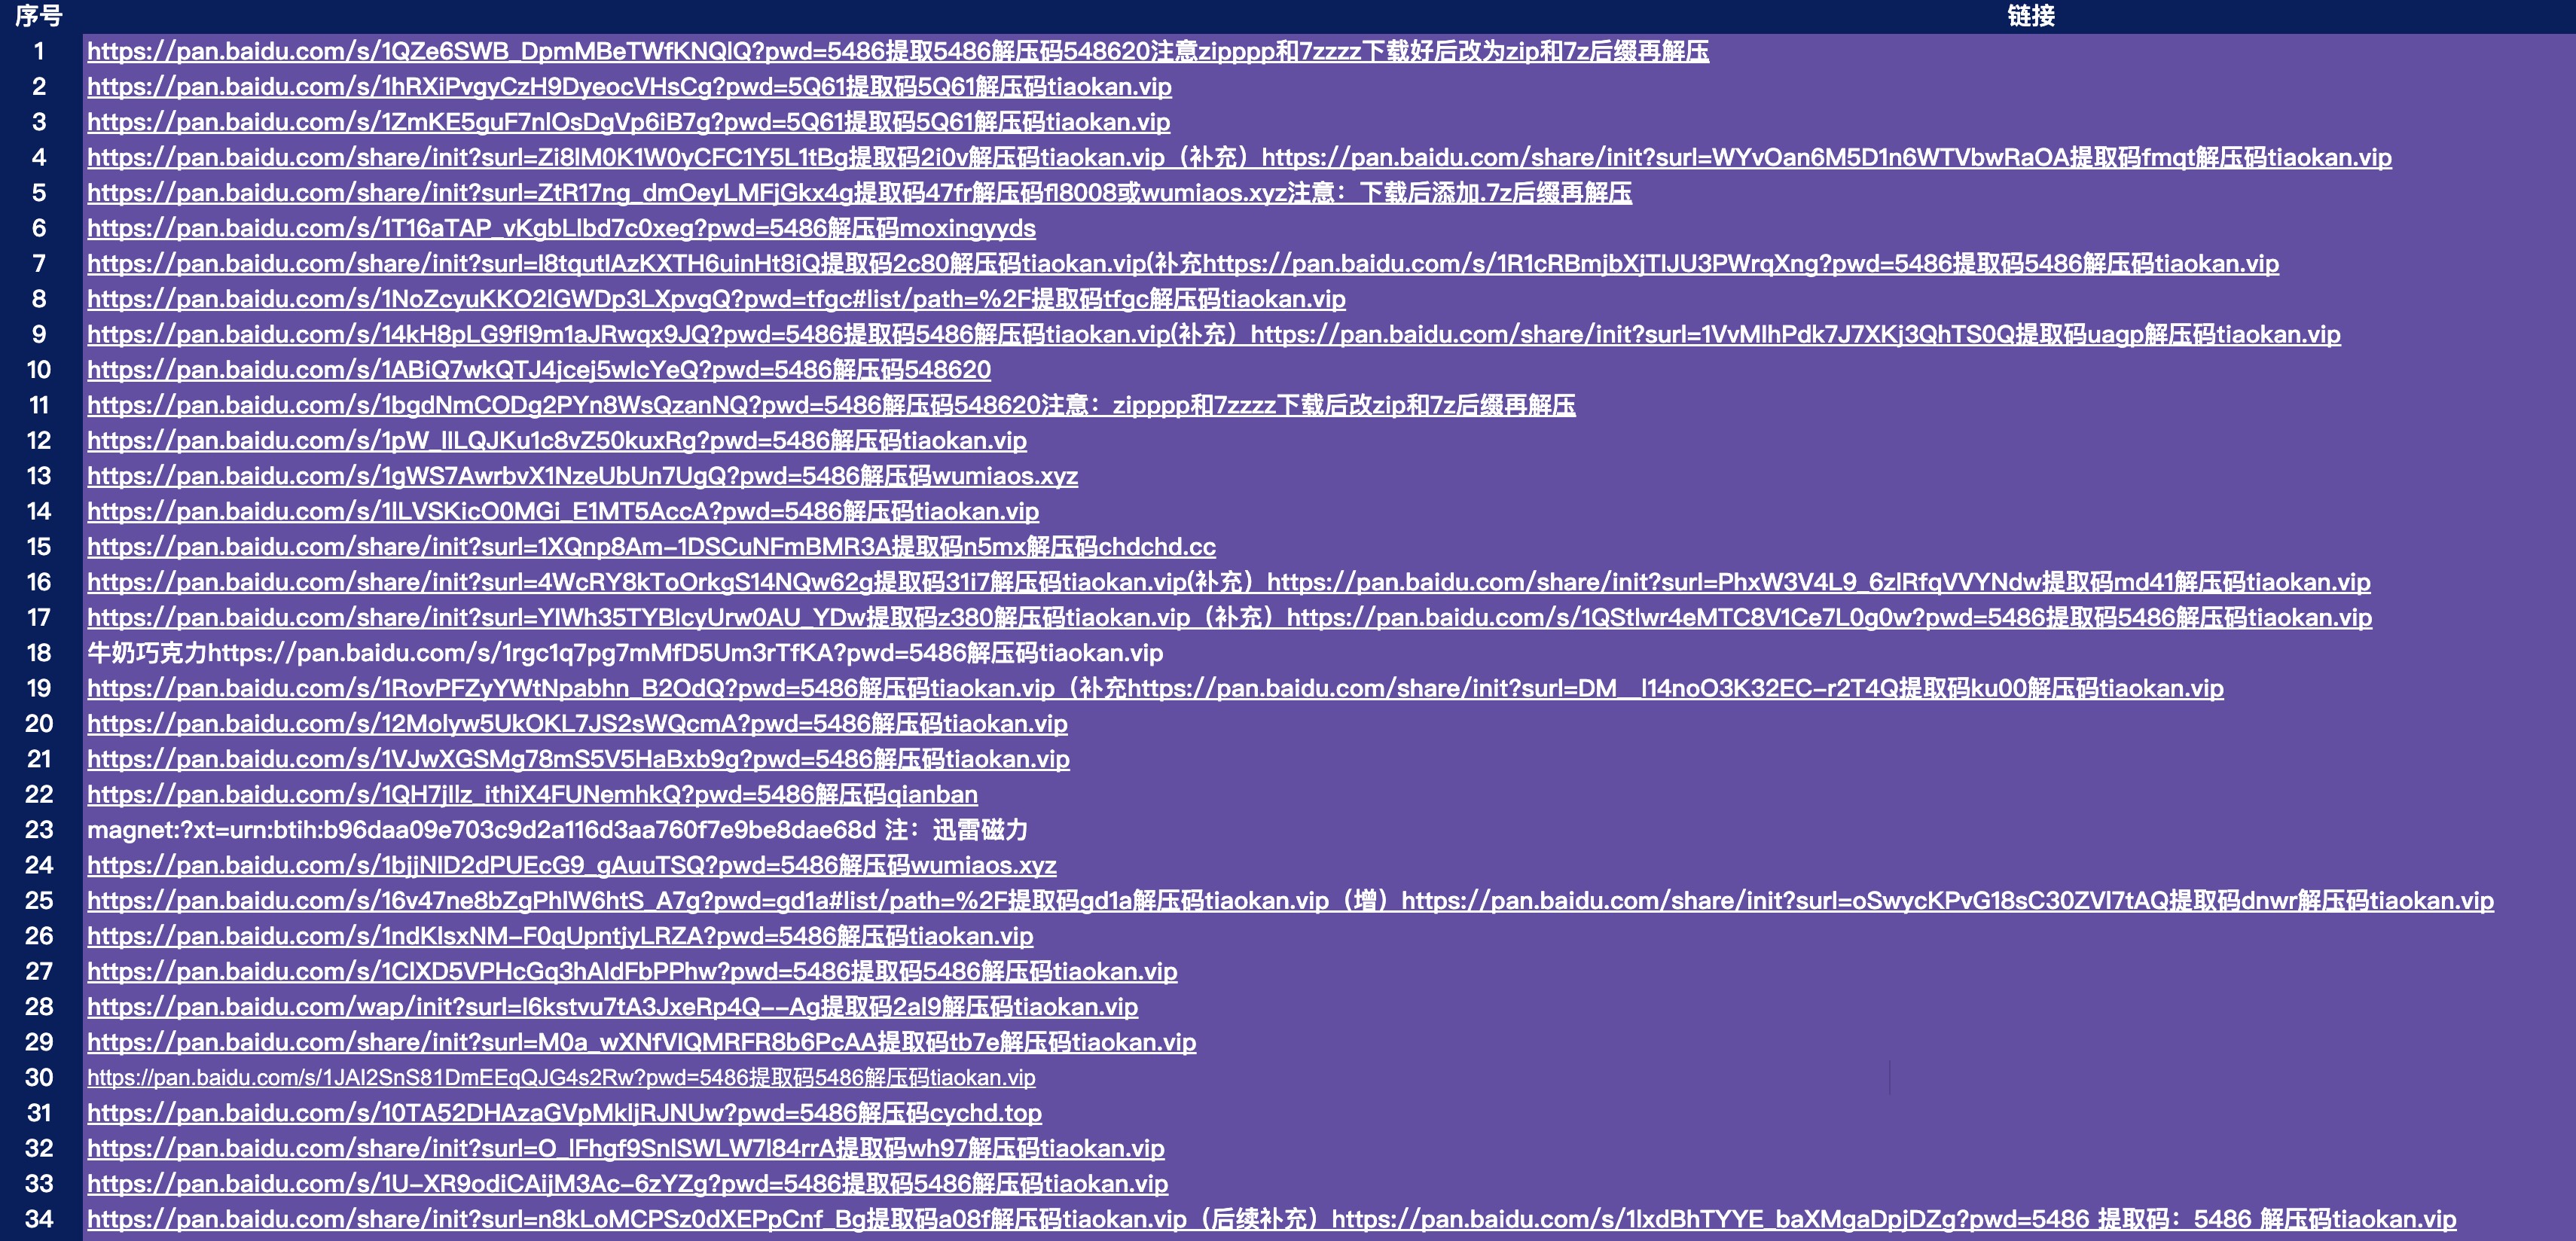 序号 链接
1 https://pan.baidu.com/s/1QZe6SWB_DpmMBeTWfKNQlQ?pwd=5486提取5486解压码548620注意zipppp和7zzzz下载好后改为zip和7z后缀再解压
2 https://pan.baidu.com/s/1hRXiPvgyCzH9DyeocVHsCg?pwd=5Q61提取码5Q61解压码tiaokan.vip
3 https://pan.baidu.com/s/1ZmKE5guF7nlOsDgVp6iB7g?pwd=5Q61提取码5Q61解压码tiaokan.vip
4 https://pan.baidu.com/share/init?surl=Zi8lM0K1W0yCFC1Y5L1tBg提取码2i0v解压码tiaokan.vip（补充）https://pan.baidu.com/share/init?surl=WYvOan6M5D1n6WTVbwRaOA提取码fmqt解压码tiaokan.vip
5 https://pan.baidu.com/share/init?surl=ZtR17ng_dmOeyLMFjGkx4g提取码47fr解压码fl8008或wumiaos.xyz注意：下载后添加.7z后缀再解压
6 https://pan.baidu.com/s/1T16aTAP_vKgbLlbd7c0xeg?pwd=5486解压码moxingyyds
7 https://pan.baidu.com/share/init?surl=I8tqutlAzKXTH6uinHt8iQ提取码2c80解压码tiaokan.vip(补充https://pan.baidu.com/s/1R1cRBmjbXjTIJU3PWrqXng?pwd=5486提取码5486解压码tiaokan.vip
8 https://pan.baidu.com/s/1NoZcyuKKO2lGWDp3LXpvgQ?pwd=tfgc#list/path=%2F提取码tfgc解压码tiaokan.vip
9 https://pan.baidu.com/s/14kH8pLG9fl9m1aJRwqx9JQ?pwd=5486提取码5486解压码tiaokan.vip(补充）https://pan.baidu.com/share/init?surl=1VvMlhPdk7J7XKj3QhTS0Q提取码uagp解压码tiaokan.vip
10 https://pan.baidu.com/s/1ABiQ7wkQTJ4jcej5wlcYeQ?pwd=5486解压码548620
11 https://pan.baidu.com/s/1bgdNmCODg2PYn8WsQzanNQ?pwd=5486解压码548620注意：zipppp和7zzzz下载后改zip和7z后缀再解压
12 https://pan.baidu.com/s/1pW_llLQJKu1c8vZ50kuxRg?pwd=5486解压码tiaokan.vip
13 https://pan.baidu.com/s/1gWS7AwrbvX1NzeUbUn7UgQ?pwd=5486解压码wumiaos.xyz
14 https://pan.baidu.com/s/1lLVSKicO0MGi_E1MT5AccA?pwd=5486解压码tiaokan.vip
15 https://pan.baidu.com/share/init?surl=1XQnp8Am-1DSCuNFmBMR3A提取码n5mx解压码chdchd.cc
16 https://pan.baidu.com/share/init?surl=4WcRY8kToOrkgS14NQw62g提取码31i7解压码tiaokan.vip(补充）https://pan.baidu.com/share/init?surl=PhxW3V4L9_6zlRfqVVYNdw提取码md41解压码tiaokan.vip
17 https://pan.baidu.com/share/init?surl=YlWh35TYBlcyUrw0AU_YDw提取码z380解压码tiaokan.vip（补充）https://pan.baidu.com/s/1QStlwr4eMTC8V1Ce7L0g0w?pwd=5486提取码5486解压码tiaokan.vip
18 牛奶巧克力https://pan.baidu.com/s/1rgc1q7pg7mMfD5Um3rTfKA?pwd=5486解压码tiaokan.vip
19 https://pan.baidu.com/s/1RovPFZyYWtNpabhn_B2OdQ?pwd=5486解压码tiaokan.vip（补充https://pan.baidu.com/share/init?surl=DM__l14noO3K32EC-r2T4Q提取码ku00解压码tiaokan.vip
20 https://pan.baidu.com/s/12Molyw5UkOKL7JS2sWQcmA?pwd=5486解压码tiaokan.vip
21 https://pan.baidu.com/s/1VJwXGSMg78mS5V5HaBxb9g?pwd=5486解压码tiaokan.vip
22 https://pan.baidu.com/s/1QH7jllz_ithiX4FUNemhkQ?pwd=5486解压码qianban
23 magnet:?xt=urn:btih:b96daa09e703c9d2a116d3aa760f7e9be8dae68d 注：迅雷磁力
24 https://pan.baidu.com/s/1bjjNlD2dPUEcG9_gAuuTSQ?pwd=5486解压码wumiaos.xyz
25 https://pan.baidu.com/s/16v47ne8bZgPhlW6htS_A7g?pwd=gd1a#list/path=%2F提取码gd1a解压码tiaokan.vip（增）https://pan.baidu.com/share/init?surl=oSwycKPvG18sC30ZVl7tAQ提取码dnwr解压码tiaokan.vip
26 https://pan.baidu.com/s/1ndKlsxNM-F0qUpntjyLRZA?pwd=5486解压码tiaokan.vip
27 https://pan.baidu.com/s/1ClXD5VPHcGq3hAldFbPPhw?pwd=5486提取码5486解压码tiaokan.vip
28 https://pan.baidu.com/wap/init?surl=l6kstvu7tA3JxeRp4Q--Ag提取码2al9解压码tiaokan.vip
29 https://pan.baidu.com/share/init?surl=M0a_wXNfVlQMRFR8b6PcAA提取码tb7e解压码tiaokan.vip
30 https://pan.baidu.com/s/1JAI2SnS81DmEEqQJG4s2Rw?pwd=5486提取码5486解压码tiaokan.vip
31 https://pan.baidu.com/s/10TA52DHAzaGVpMkljRJNUw?pwd=5486解压码cychd.top
32 https://pan.baidu.com/share/init?surl=O_lFhgf9SnlSWLW7l84rrA提取码wh97解压码tiaokan.vip
33 https://pan.baidu.com/s/1U-XR9odiCAijM3Ac-6zYZg?pwd=5486提取码5486解压码tiaokan.vip
34 https://pan.baidu.com/share/init?surl=n8kLoMCPSz0dXEPpCnf_Bg提取码a08f解压码tiaokan.vip（后续补充）https://pan.baidu.com/s/1lxdBhTYYE_baXMgaDpjDZg?pwd=5486 提取码：5486 解压码tiaokan.vip